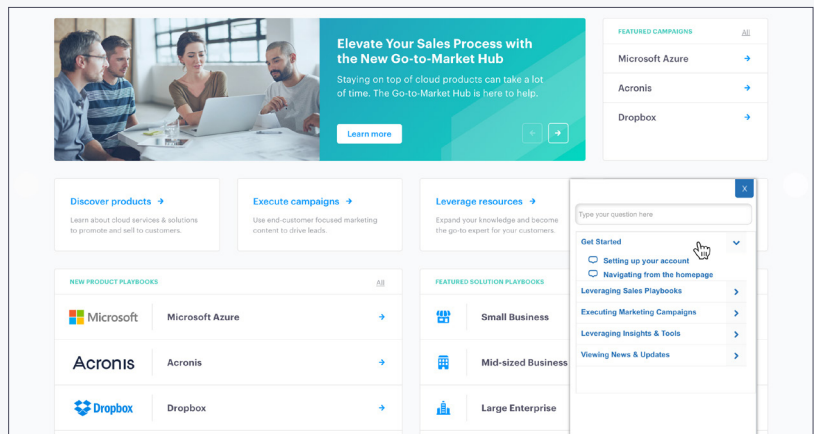 Elevate Your Sales Process with
the New Go-to-Market Hub
Staying on top of cloud products can take a lot
of time. The Go-to-Market Hub is here to help.
Learn more
FEATURED CAMPAIGNS
All
Microsoft Azure
Acronis
Dropbox
Discover products
Learn about cloud services & solutions
to promote and sell to customers.
Execute campaigns
Use end-customer focused marketing
content to drive leads.
Leverage resources
Expand your knowledge and become
the go-to expert for your customers.
X
Type your question here
Get Started
Setting up your account
Navigating from the homepage
Leveraging Sales Playbooks
Executing Marketing Campaigns
Leveraging Insights & Tools
Viewing News & Updates
NEW PRODUCT PLAYBOOKS
All
Microsoft Microsoft Azure
Acronis Acronis
Dropbox Dropbox
FEATURED SOLUTION PLAYBOOKS
Small Business
Mid-sized Business
Large Enterprise